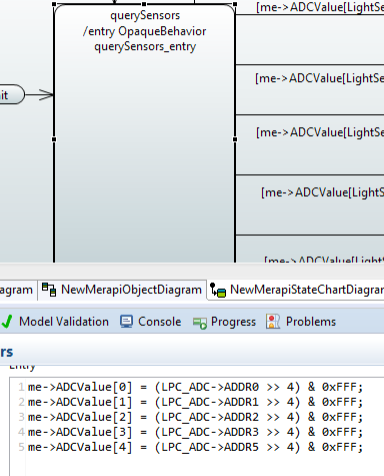 [me->ADCValue[LightSe
querySensors
/entry OpaqueBehavior
querySensors_entry
[me->ADCValue[LightSe
it
[me->ADCValue[LightSe
[me->ADCValue[LightS
[me->ADCValue[LightSe
agram
NewMerapiObjectDiagram
NewMerapiStateChartDiagram
Model Validation
Console
Progress
Problems
rs
Entry
1 me->ADCValue[0] = (LPC_ADC->ADDR0 >> 4) & 0xFFF;
2 me->ADCValue[1] = (LPC_ADC->ADDR1 >> 4) & 0xFFF;
3 me->ADCValue[2] = (LPC_ADC->ADDR2 >> 4) & 0xFFF;
4 me->ADCValue[3] = (LPC_ADC->ADDR3 >> 4) & 0xFFF;
5 me->ADCValue[4] = (LPC_ADC->ADDR5 >> 4) & 0xFFF;